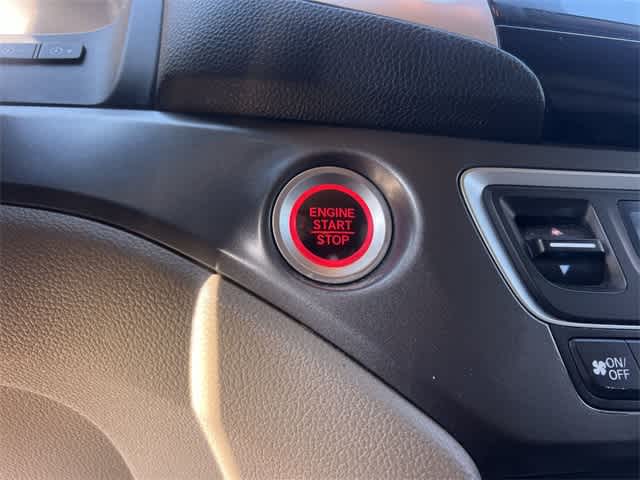 ENGINE
START
STOP
ON/
OFF